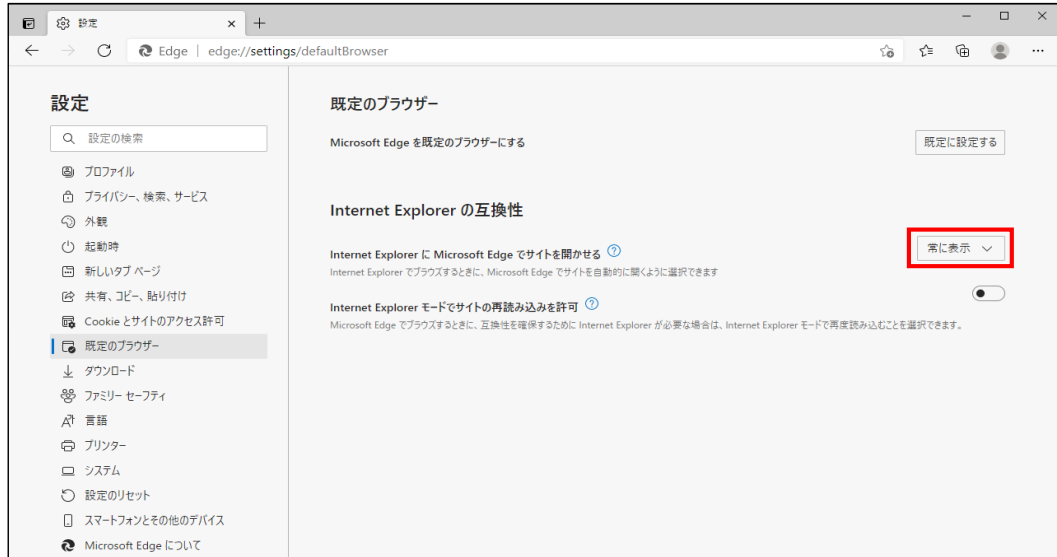 設定
Edge | edge://settings/defaultBrowser
設定
設定の検索
プロファイル
プライバシー、検索、サービス
外観
起動時
新しいタブ ページ
共有、コピー、貼り付け
Cookie とサイトのアクセス許可
既定のブラウザー
ダウンロード
ファミリー セーフティ
言語
プリンター
システム
設定のリセット
スマートフォンとその他のデバイス
Microsoft Edge について
既定のブラウザー
Microsoft Edge を既定のブラウザーにする
既定に設定する
Internet Explorer の互換性
Internet Explorer に Microsoft Edge でサイトを開かせる
常に表示
Internet Explorer でブラウズするときに、Microsoft Edge でサイトを自動的に開くように選択できます
Internet Explorer モードでサイトの再読み込みを許可
Microsoft Edge でブラウズするときに、互換性を確保するために Internet Explorer が必要な場合は、Internet Explorer モードで再度読み込むことを選択できます。